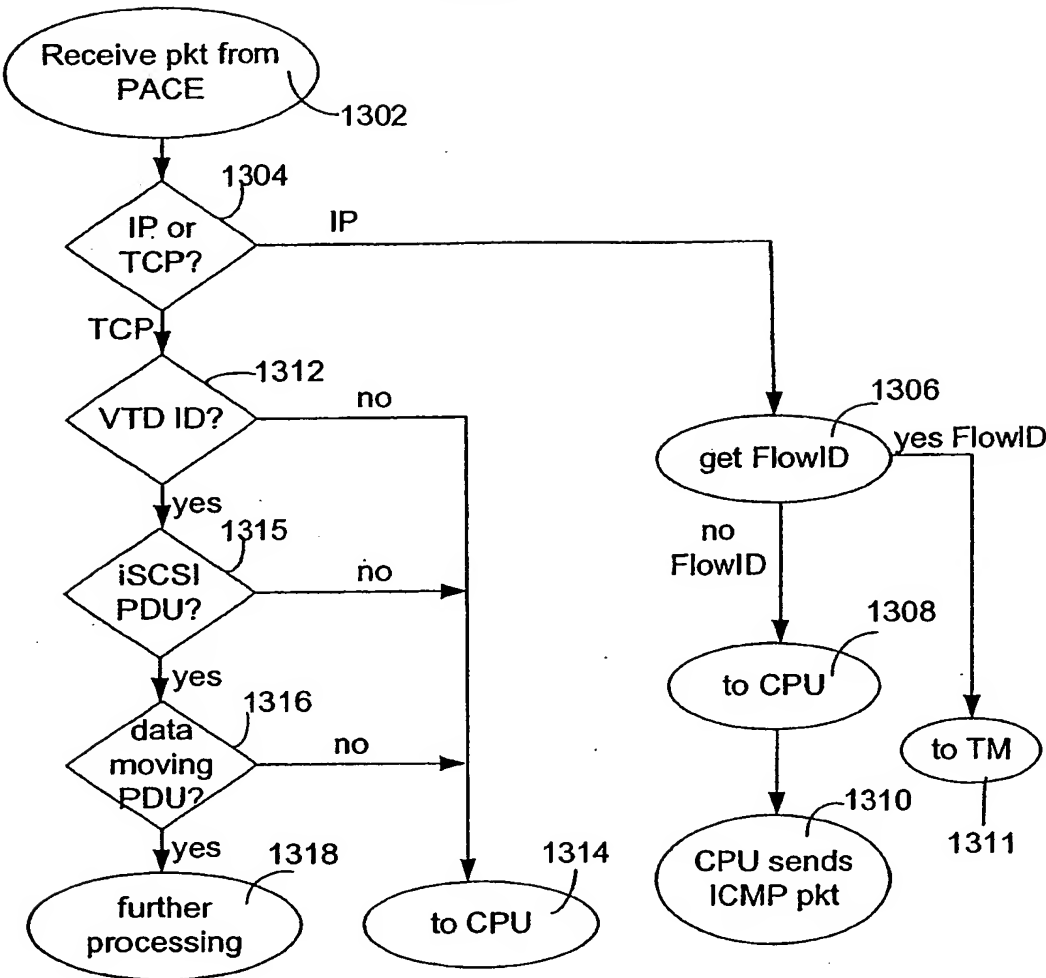 Receive pkt from
PACE
1302
1304
IP or
TCP?
IP
TCP
1312
VTD ID?
no
yes
1315
iSCSI
PDU?
no
yes
1316
data
moving
PDU?
no
yes
1318
further
processing
1314
to CPU
1306
get FlowID
yes FlowID
no
FlowID
1308
to CPU
1310
CPU sends
ICMP pkt
to TM
1311